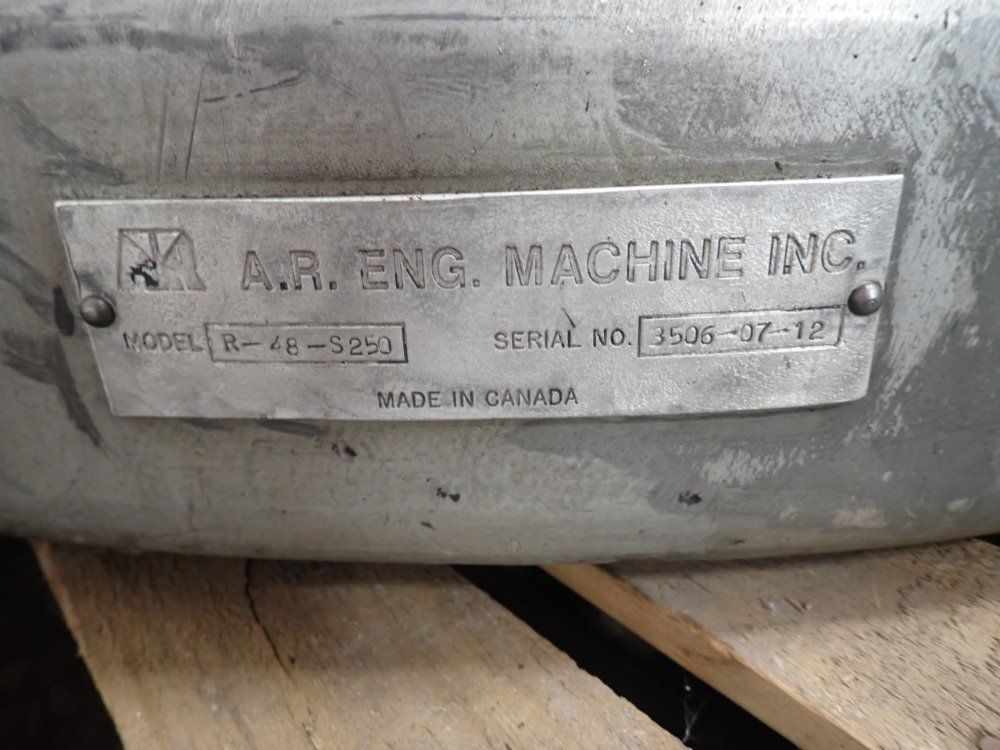 A.R. ENG. MACHINE INC.
MODEL R-48-S250 SERIAL NO. 3506-07-12
MADE IN CANADA